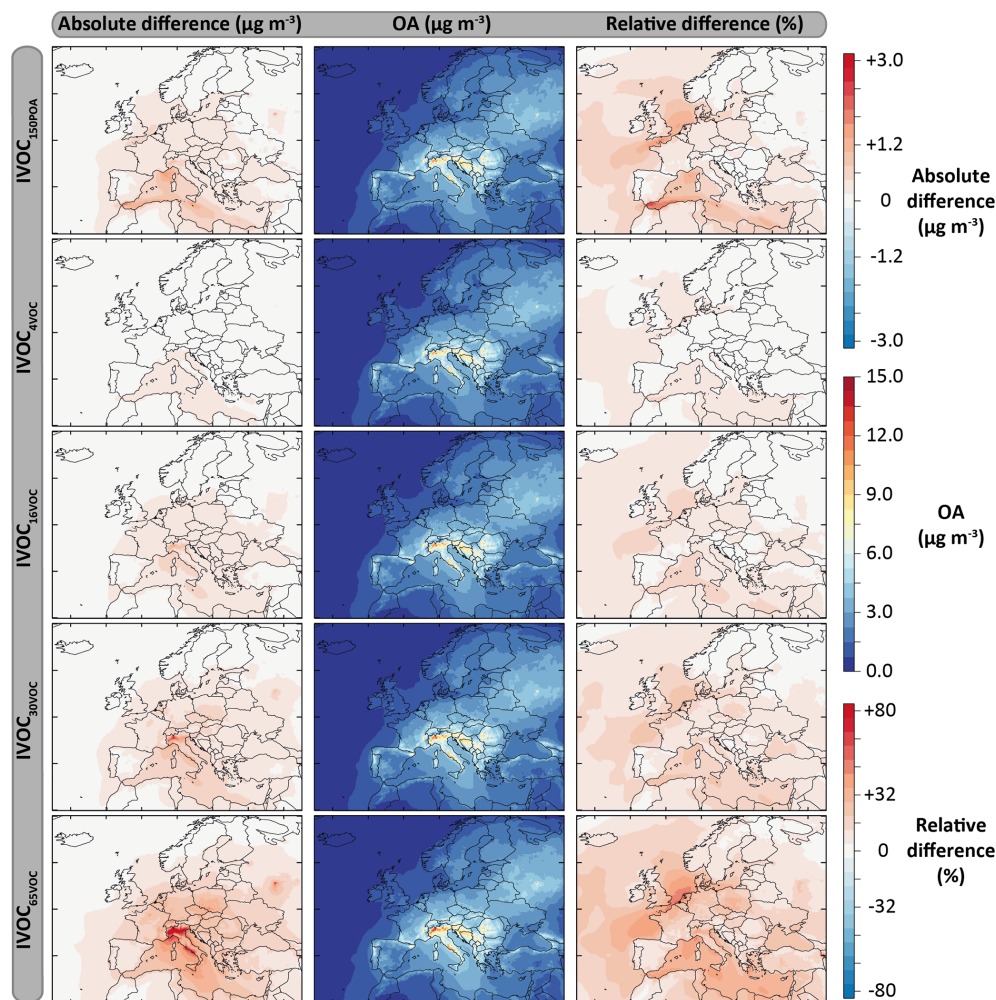 Absolute difference (µg m⁻³) OA (µg m⁻³) Relative difference (%)
IVOC150POA
IVOC4VOC
IVOC16VOC
IVOC30VOC
IVOC65VOC
+3.0
+1.2
0
-1.2
-3.0
Absolute
difference
(µg m⁻³)
15.0
12.0
9.0
6.0
3.0
0.0
OA
(µg m⁻³)
+80
+32
0
-32
-80
Relative
difference
(%)